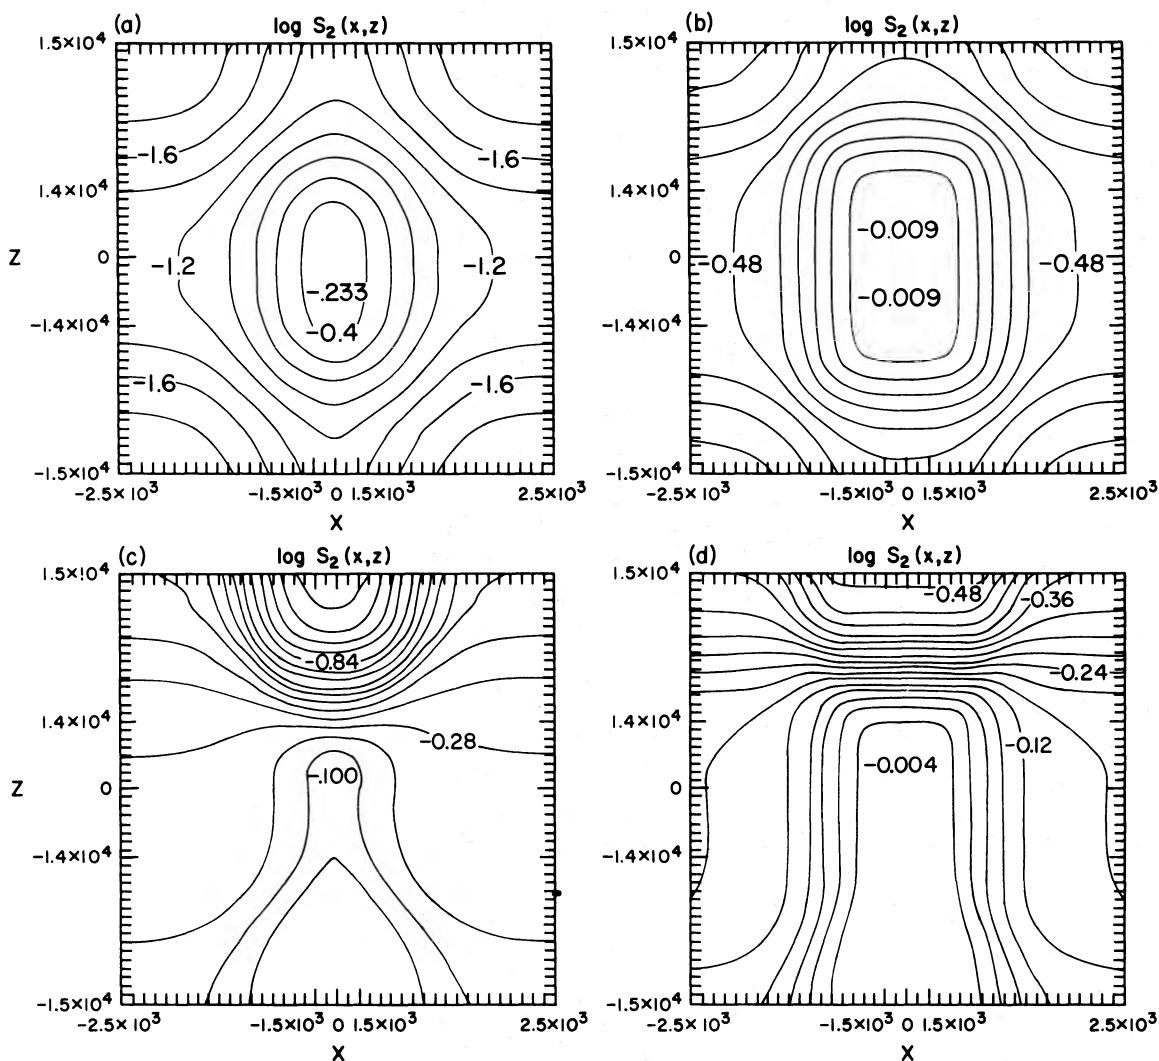 (a) log S₂(x,z)
1.5×10⁴
-1.6 -1.6
1.4×10⁴
Z 0 -1.2 -1.2
-.233
-0.4
-1.4×10⁴
-1.6 -1.6
-1.5×10⁴
-2.5×10³ -1.5×10³ 0 1.5×10³ 2.5×10³
X
(b) log S₂(x,z)
1.5×10⁴
1.4×10⁴
-0.009
0 -0.48 -0.48
-0.009
-1.4×10⁴
-1.5×10⁴
-2.5×10³ -1.5×10³ 0 1.5×10³ 2.5×10³
X
(c) log S₂(x,z)
1.5×10⁴
-0.84
1.4×10⁴
-0.28
-.100
Z 0
-1.4×10⁴
-1.5×10⁴
-2.5×10³ -1.5×10³ 0 1.5×10³ 2.5×10³
X
(d) log S₂(x,z)
1.5×10⁴
-0.48 -0.36
-0.24
1.4×10⁴
-0.12
-0.004
0
-1.4×10⁴
-1.5×10⁴
-2.5×10³ -1.5×10³ 0 1.5×10³ 2.5×10³
X